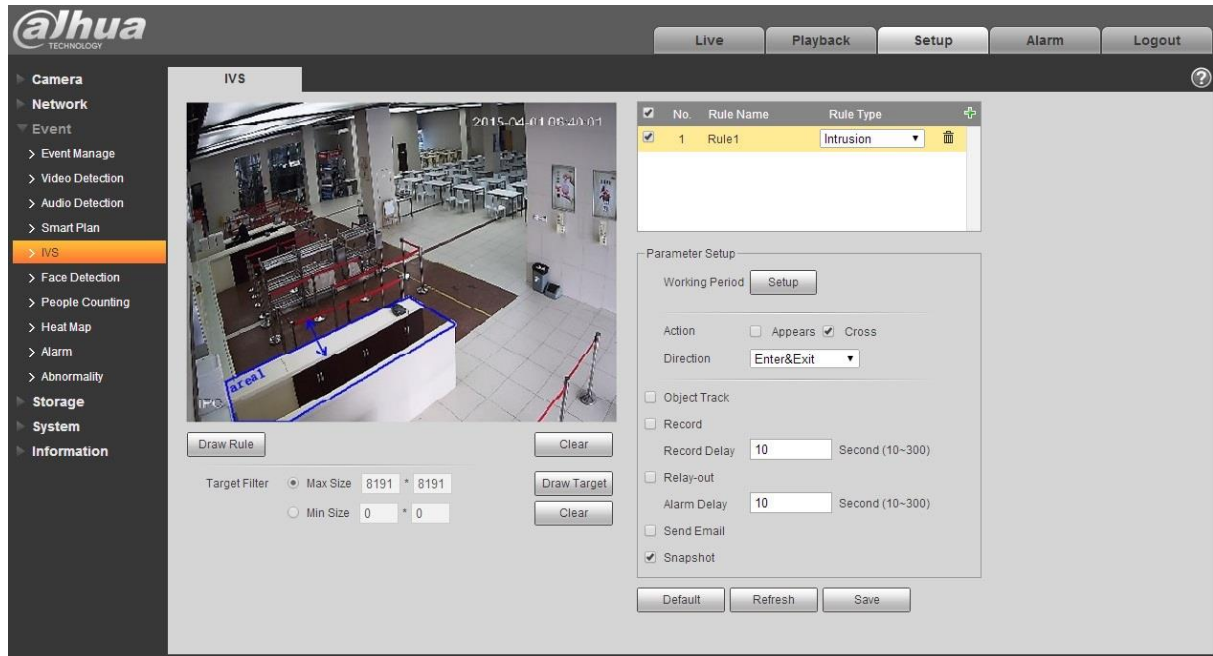 alhua
TECHNOLOGY
Live Playback Setup Alarm Logout
Camera
Network
Event
Event Manage
Video Detection
Audio Detection
Smart Plan
IVS
Face Detection
People Counting
Heat Map
Alarm
Abnormality
Storage
System
Information
IVS
2015-04-01 08:40:01
area1
IPC
Draw Rule Clear
Target Filter Max Size 8191 * 8191 Draw Target
Min Size 0 * 0 Clear
No. Rule Name Rule Type
1 Rule1 Intrusion
Parameter Setup
Working Period Setup
Action Appears Cross
Direction Enter&Exit
Object Track
Record
Record Delay 10 Second (10~300)
Relay-out
Alarm Delay 10 Second (10~300)
Send Email
Snapshot
Default Refresh Save